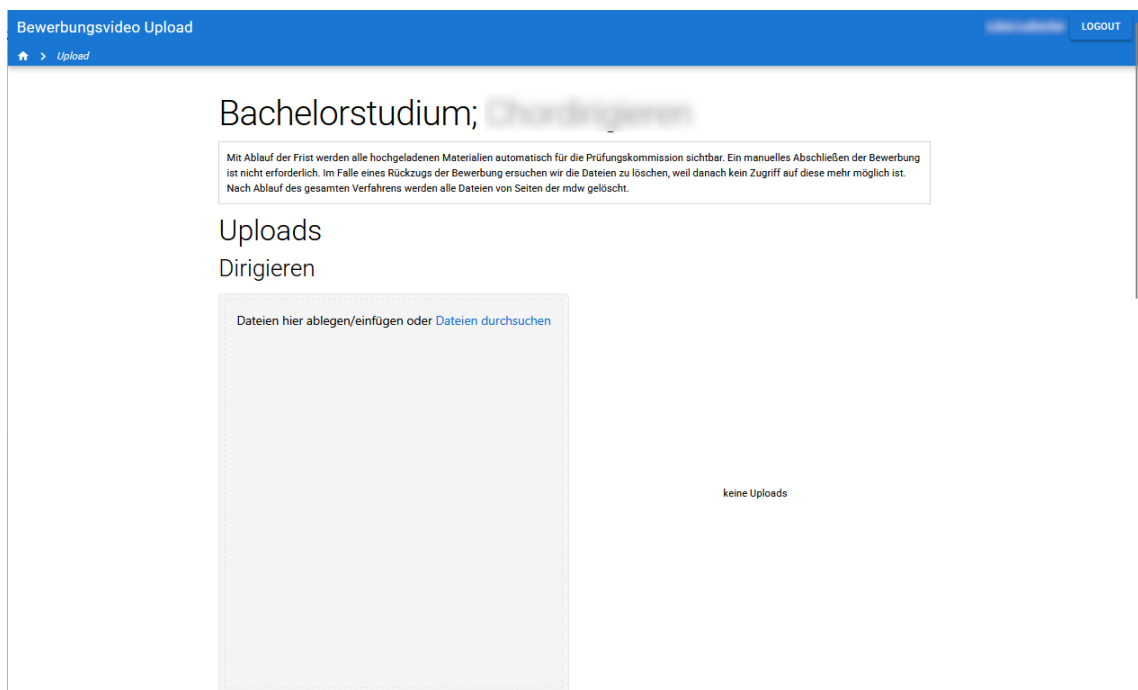 Bewerbungsvideo Upload
LOGOUT
Upload
Bachelorstudium;
Mit Ablauf der Frist werden alle hochgeladenen Materialien automatisch für die Prüfungskommission sichtbar. Ein manuelles Abschließen der Bewerbung
ist nicht erforderlich. Im Falle eines Rückzugs der Bewerbung ersuchen wir die Dateien zu löschen, weil danach kein Zugriff auf diese mehr möglich ist.
Nach Ablauf des gesamten Verfahrens werden alle Dateien von Seiten der mdw gelöscht.
Uploads
Dirigieren
Dateien hier ablegen/einfügen oder Dateien durchsuchen
keine Uploads